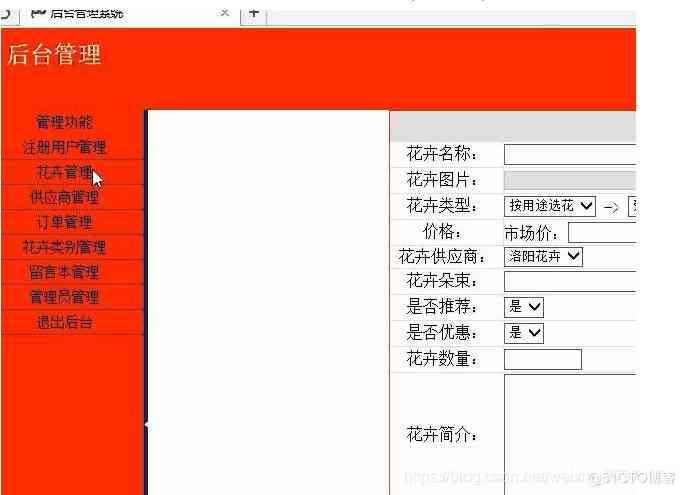 后台管理系统
后台管理
管理功能
注册用户管理
花卉管理
供应商管理
订单管理
花卉类别管理
留言本管理
管理员管理
退出后台
花卉名称：
花卉图片：
花卉类型： 按用途选花 -->
价格： 市场价：
花卉供应商： 洛阳花卉
花卉朵束：
是否推荐： 是
是否优惠： 是
花卉数量：
花卉简介：
https://blog.csdn.net/weixin
@51CTO博客